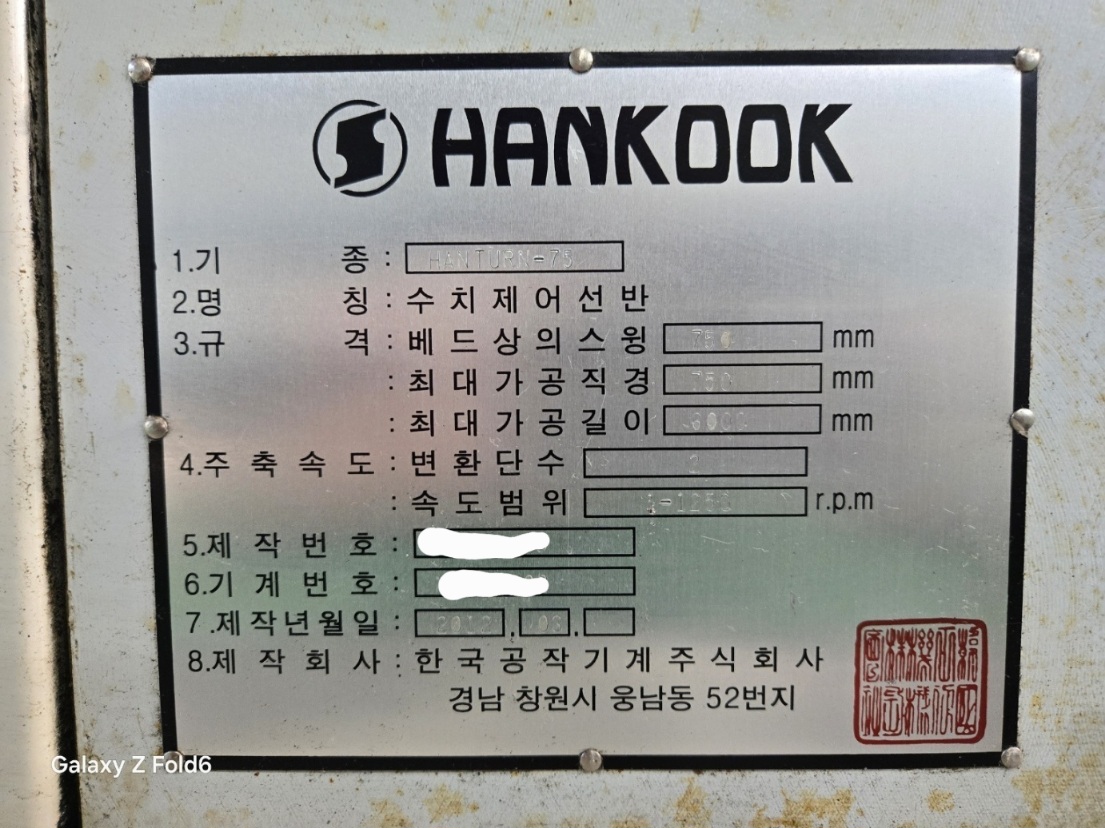 HANKOOK
1.기 종 : HANTURN-75
2.명 칭 : 수치제어선반
3.규 격 : 베드상의스윙 mm
: 최대가공직경 750 mm
: 최대가공길이 mm
4.주축속도 : 변환단수
: 속도범위 r.p.m
5.제작번호 :
6.기계번호 :
7.제작년월일 : 2012.
8.제작회사 : 한국공작기계주식회사
경남 창원시 웅남동 52번지
Galaxy Z Fold6